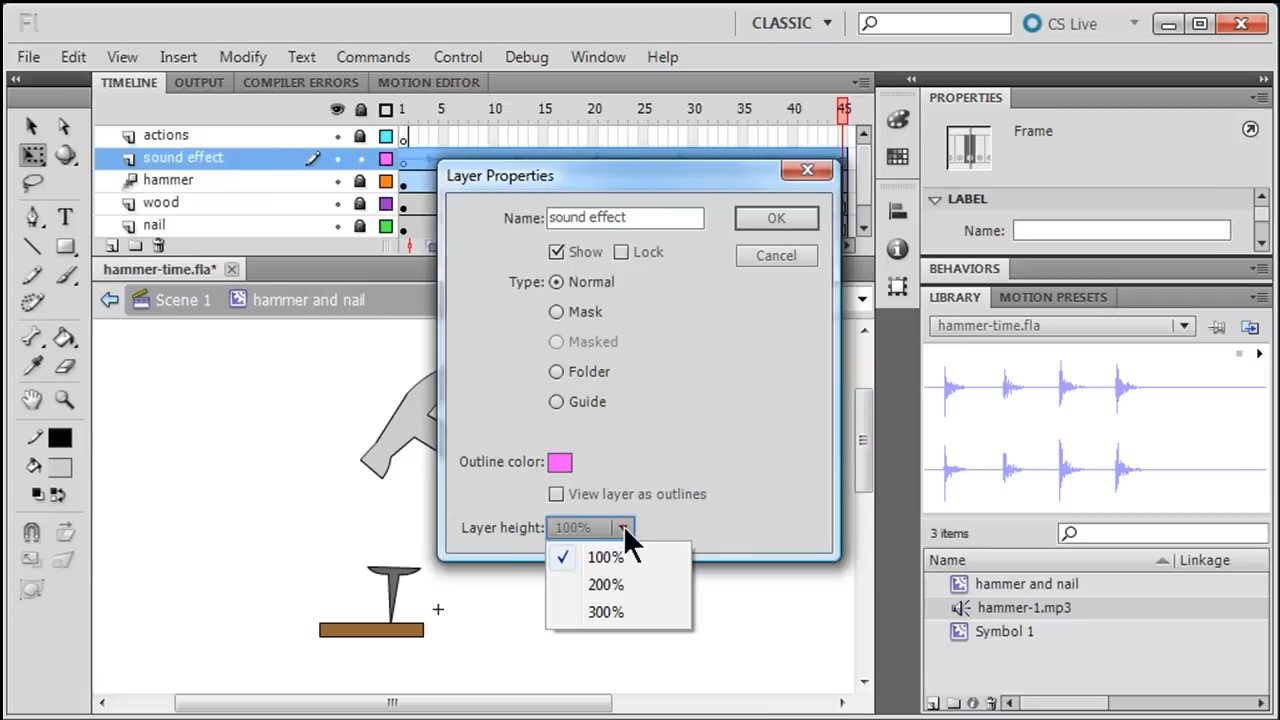 Fl
CLASSIC
CS Live
File Edit View Insert Modify Text Commands Control Debug Window Help
TIMELINE OUTPUT COMPILER ERRORS MOTION EDITOR
1 5 10 15 20 25 30 35 40 45
actions
sound effect
hammer
wood
nail
hammer-time.fla*
Scene 1 hammer and nail
Layer Properties
Name: sound effect
OK
Show Lock
Cancel
Type: Normal
Mask
Masked
Folder
Guide
Outline color:
View layer as outlines
Layer height: 100%
100%
200%
300%
PROPERTIES
Frame
LABEL
Name:
BEHAVIORS
LIBRARY MOTION PRESETS
hammer-time.fla
3 items
Name Linkage
hammer and nail
hammer-1.mp3
Symbol 1